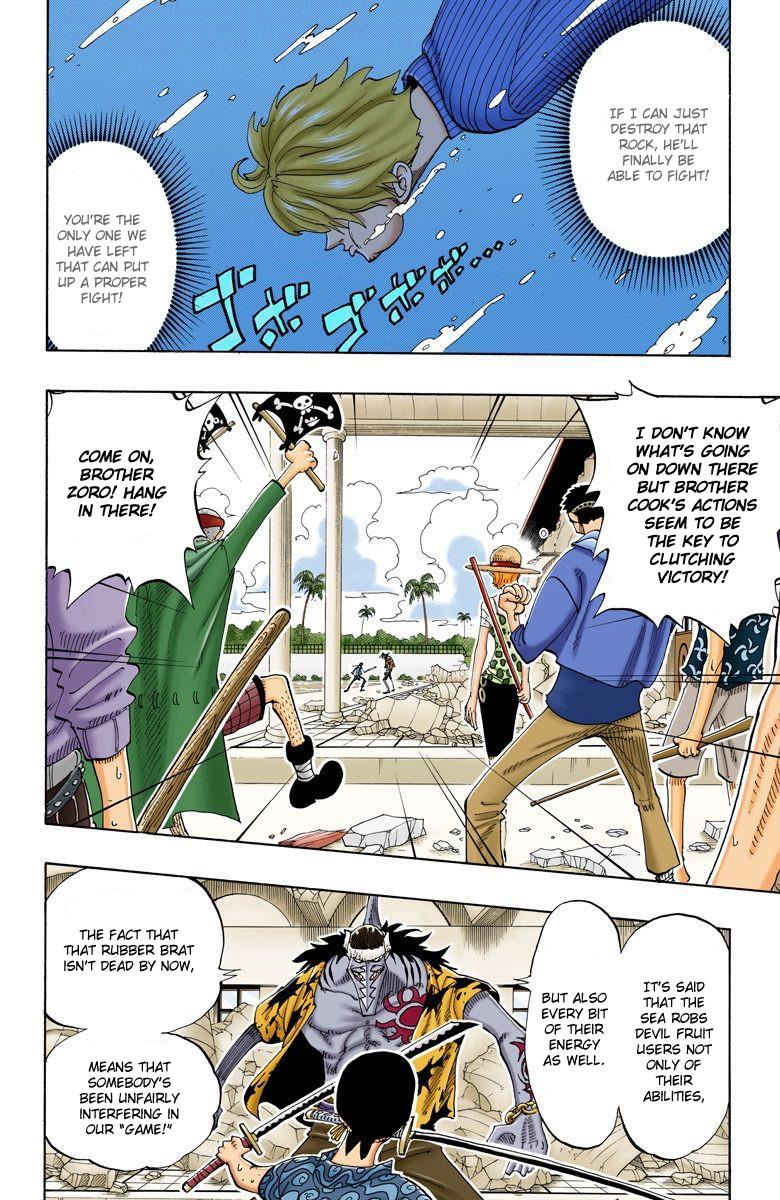 IF I CAN JUST
DESTROY THAT
ROCK, HE'LL
FINALLY BE
ABLE TO FIGHT!
YOU'RE THE
ONLY ONE WE
HAVE LEFT
THAT CAN PUT
UP A PROPER
FIGHT!
ゴボ
ゴボボ...
I DON'T KNOW
WHAT'S GOING
ON DOWN THERE
BUT BROTHER
COOK'S ACTIONS
SEEM TO BE
THE KEY TO
CLUTCHING
VICTORY!
COME ON,
BROTHER
ZORO! HANG
IN THERE!
IT'S SAID
THAT THE
SEA ROBS
DEVIL FRUIT
USERS NOT
ONLY OF
THEIR
ABILITIES,
BUT ALSO
EVERY BIT
OF THEIR
ENERGY
AS WELL.
THE FACT THAT
THAT RUBBER BRAT
ISN'T DEAD BY NOW,
MEANS THAT
SOMEBODY'S
BEEN UNFAIRLY
INTERFERING IN
OUR "GAME!"